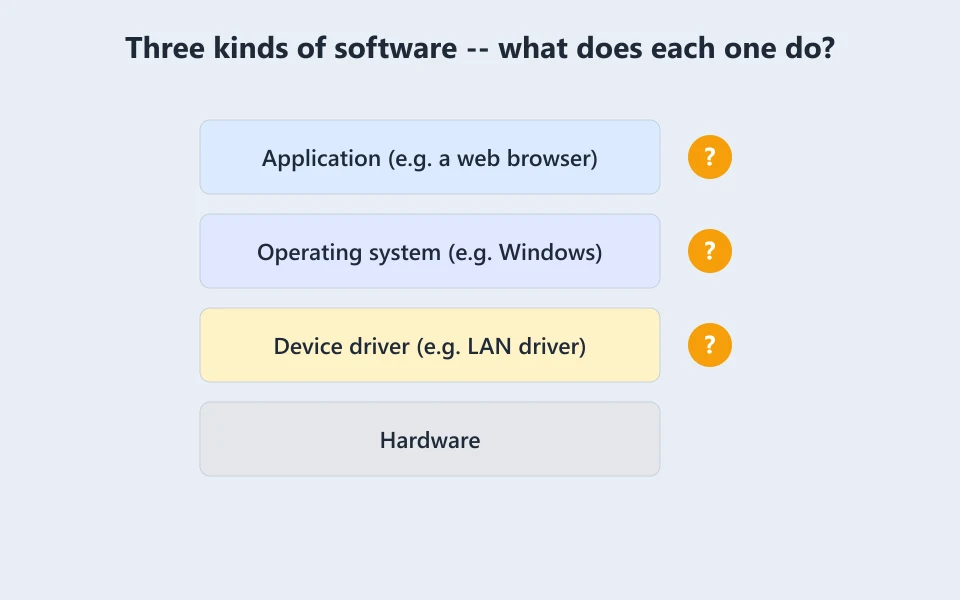 Three kinds of software -- what does each one do?
Application (e.g. a web browser)
?
Operating system (e.g. Windows)
?
Device driver (e.g. LAN driver)
?
Hardware